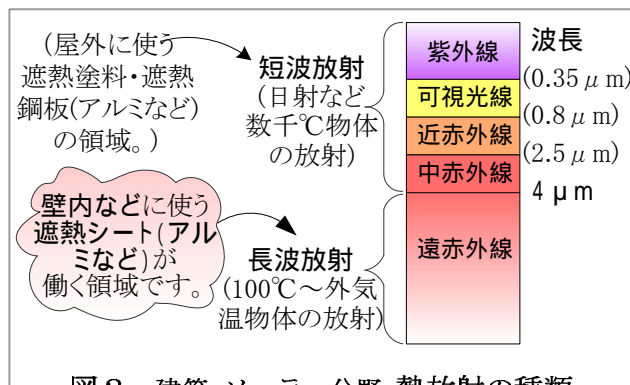 (屋外に使う
遮熱塗料・遮熱
鋼板(アルミなど)
の領域。)
短波放射
(日射など
数千℃物体
の放射)
壁内などに使う
遮熱シート(アル
ミなど)が
働く領域です。
長波放射
(100℃～外気
温物体の放射)
紫外線
可視光線
近赤外線
中赤外線
遠赤外線
波長
(0.35μm)
(0.8μm)
(2.5μm)
4μm